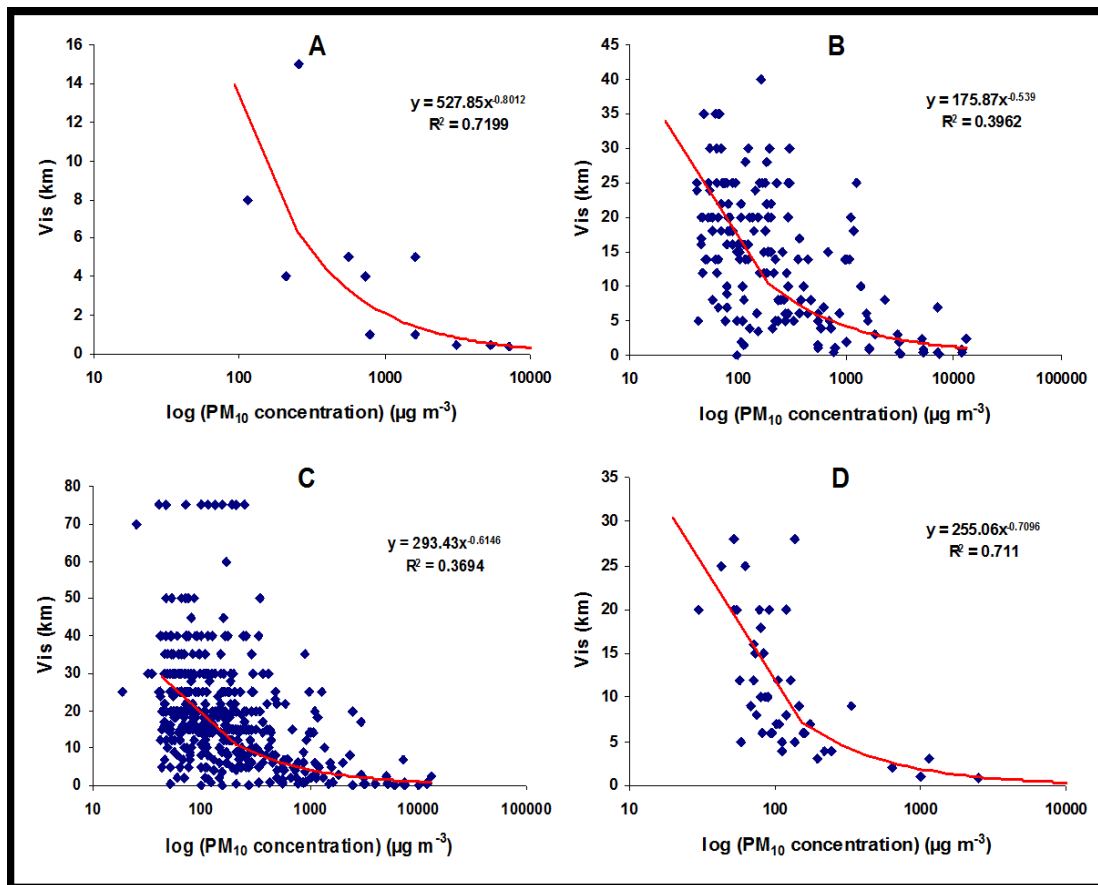 A
16
14
12
10
8
6
4
2
0
Vis (km)
10 100 1000 10000
log (PM₁₀ concentration) (µg m⁻³)
y = 527.85x⁻⁰·⁸⁰¹²
R² = 0.7199
B
45
40
35
30
25
20
15
10
5
0
Vis (km)
10 100 1000 10000 100000
log (PM₁₀ concentration) (µg m⁻³)
y = 175.87x⁻⁰·⁵³⁹
R² = 0.3962
C
80
70
60
50
40
30
20
10
0
Vis (km)
10 100 1000 10000 100000
log (PM₁₀ concentration) (µg m⁻³)
y = 293.43x⁻⁰·⁶¹⁴⁶
R² = 0.3694
D
35
30
25
20
15
10
5
0
Vis (km)
10 100 1000 10000
log (PM₁₀ concentration) (µg m⁻³)
y = 255.06x⁻⁰·⁷⁰⁹⁶
R² = 0.711